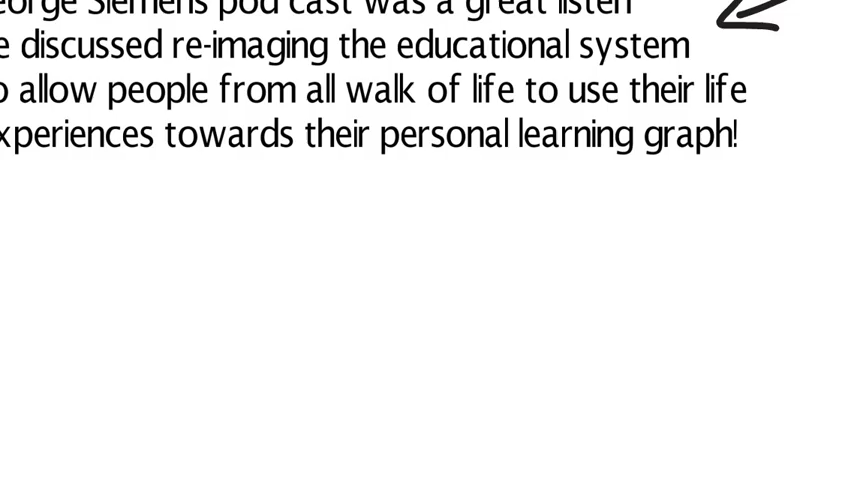 eorge Siemens pod cast was a great listen
e discussed re-imaging the educational system
o allow people from all walk of life to use their life
xperiences towards their personal learning graph!